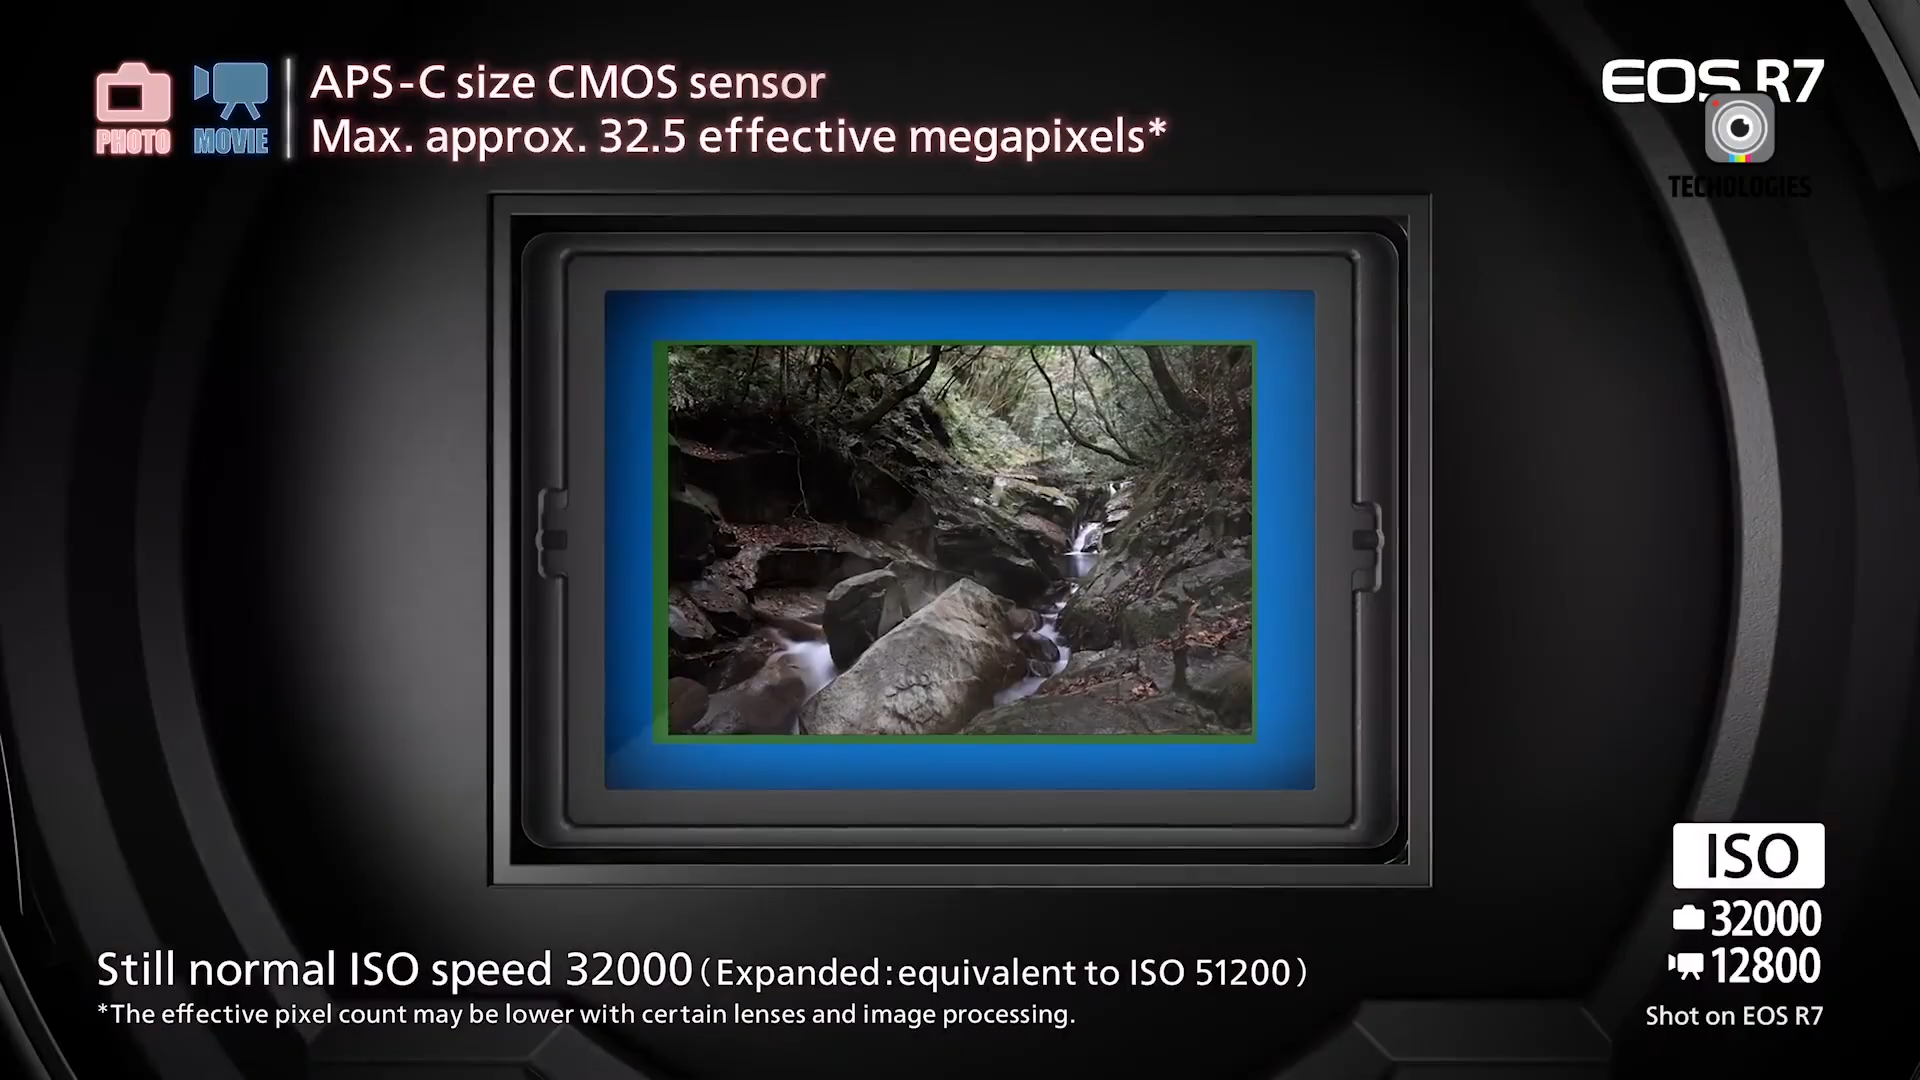 APS-C size CMOS sensor
Max. approx. 32.5 effective megapixels*
PHOTO
MOVIE
EOS R7
TECHOLOGIES
ISO
32000
12800
Shot on EOS R7
Still normal ISO speed 32000 (Expanded:equivalent to ISO 51200)
*The effective pixel count may be lower with certain lenses and image processing.